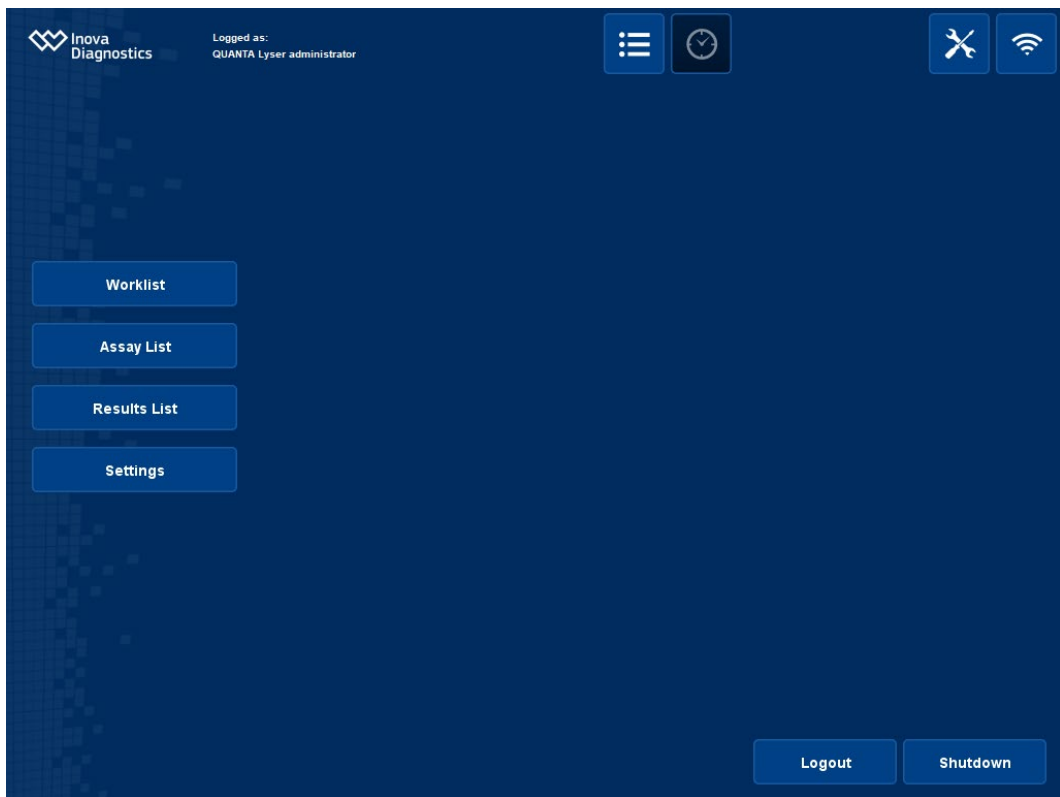 Inova
Diagnostics
Logged as:
QUANTA Lyser administrator
Worklist
Assay List
Results List
Settings
Logout
Shutdown